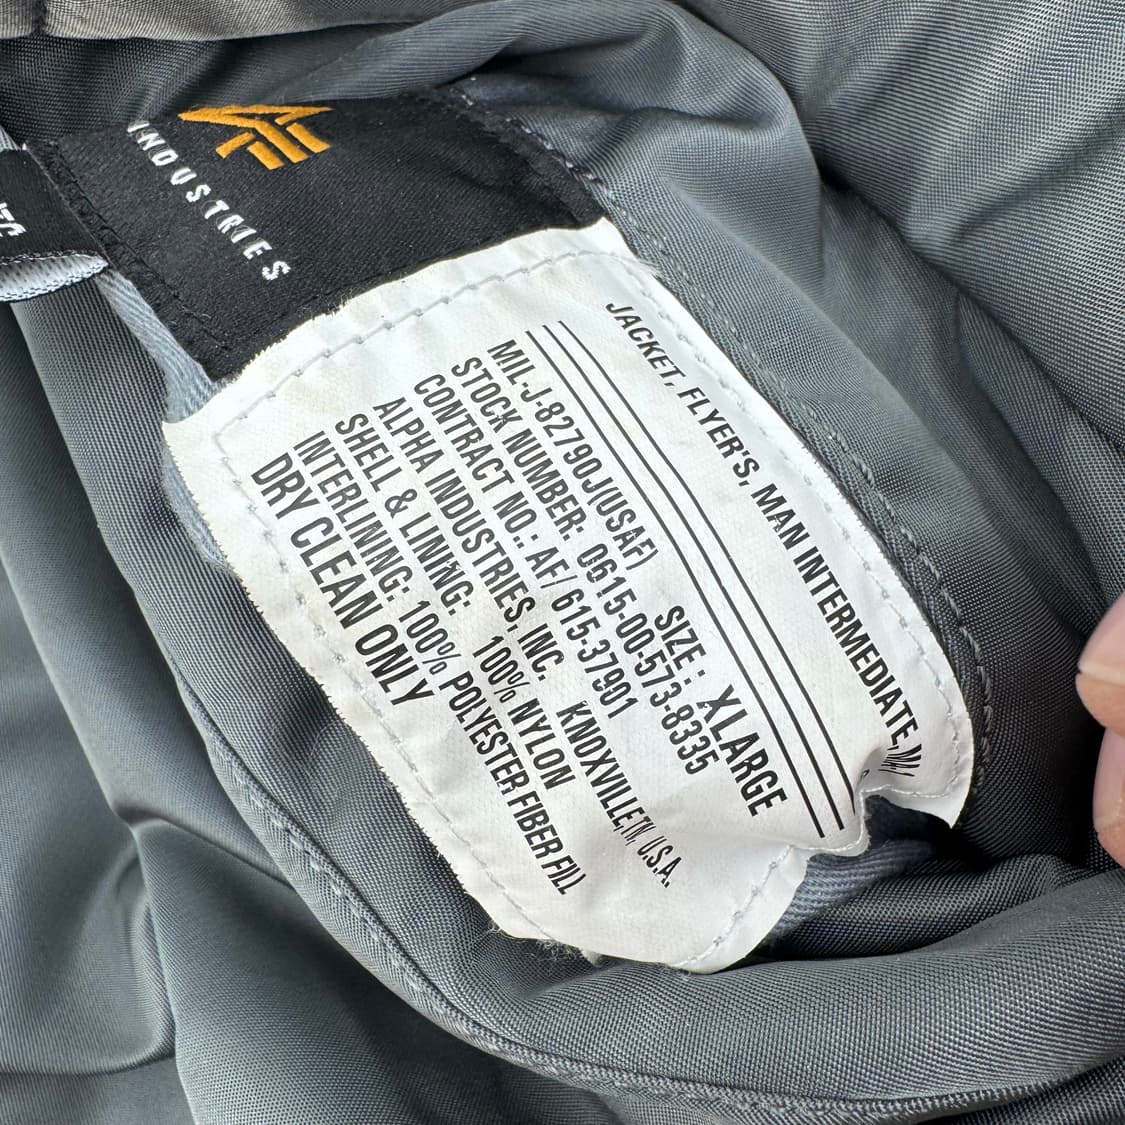 INDUSTRIES
JACKET, FLYER'S, MAN INTERMEDIATE,
SIZE: XLARGE
MIL-J-82790J(USAF)
STOCK NUMBER: 0615-00-573-8335
CONTRACT NO.: AF/615-37901
ALPHA INDUSTRIES, INC. KNOXVILLE,TN, U.S.A.
SHELL & LINING: 100% NYLON
INTERLINING: 100% POLYESTER FIBER FILL
DRY CLEAN ONLY